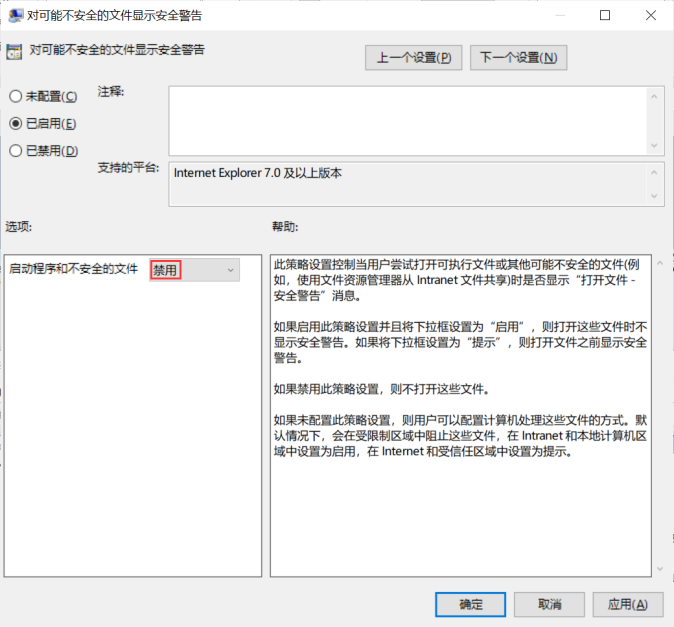 对可能不安全的文件显示安全警告
对可能不安全的文件显示安全警告
上一个设置(P)
下一个设置(N)
未配置(C)
注释:
已启用(E)
已禁用(D)
支持的平台:
Internet Explorer 7.0 及以上版本
选项:
帮助:
启动程序和不安全的文件
禁用
此策略设置控制当用户尝试打开可执行文件或其他可能不安全的文件(例
如，使用文件资源管理器从 Intranet 文件共享)时是否显示“打开文件 -
安全警告”消息。
如果启用此策略设置并且将下拉框设置为“启用”，则打开这些文件时不
显示安全警告。如果将下拉框设置为“提示”，则打开文件之前显示安全
警告。
如果禁用此策略设置，则不打开这些文件。
如果未配置此策略设置，则用户可以配置计算机处理这些文件的方式。默
认情况下，会在受限制区域中阻止这些文件，在 Intranet 和本地计算机区
域中设置为启用，在 Internet 和受信任区域中设置为提示。
确定
取消
应用(A)